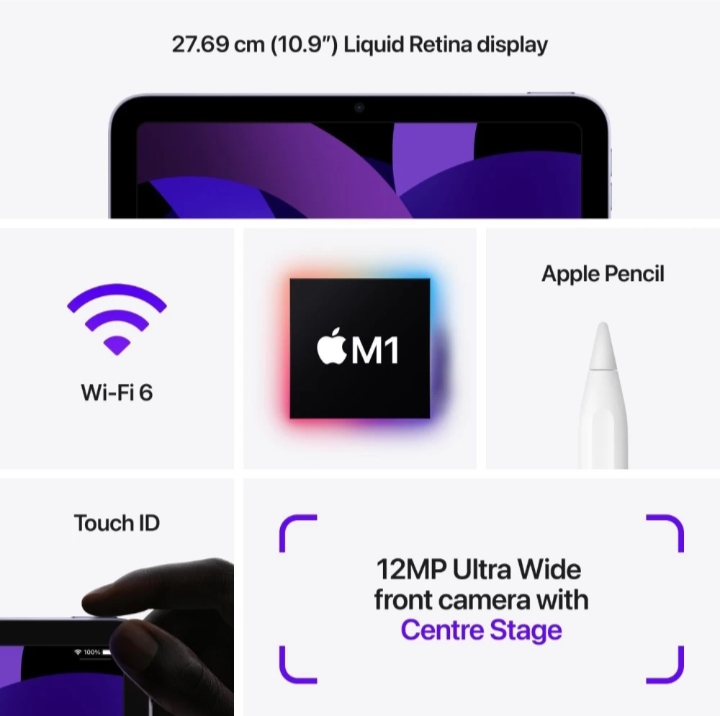 27.69 cm (10.9″) Liquid Retina display
Wi-Fi 6
M1
Apple Pencil
Touch ID
100%
12MP Ultra Wide
front camera with
Centre Stage